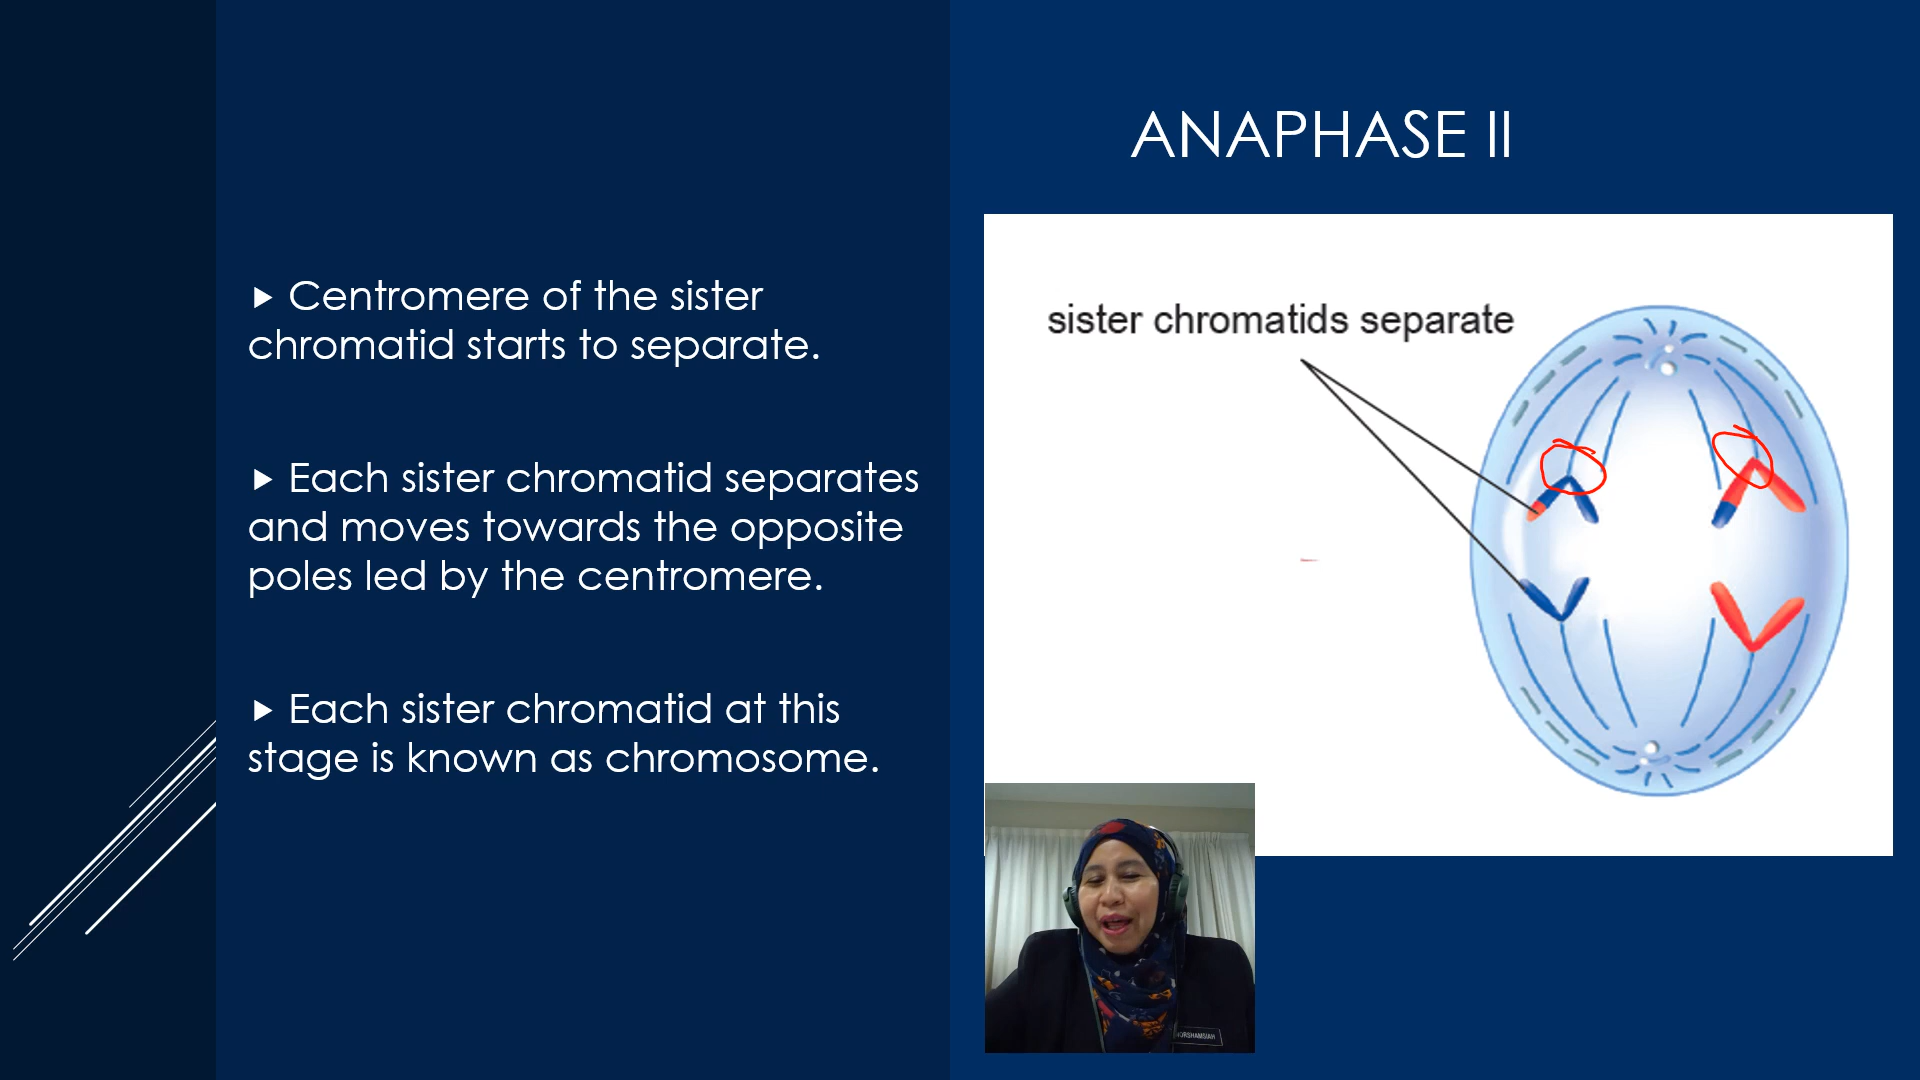 ANAPHASE II
▶ Centromere of the sister
chromatid starts to separate.
▶ Each sister chromatid separates
and moves towards the opposite
poles led by the centromere.
▶ Each sister chromatid at this
stage is known as chromosome.
sister chromatids separate